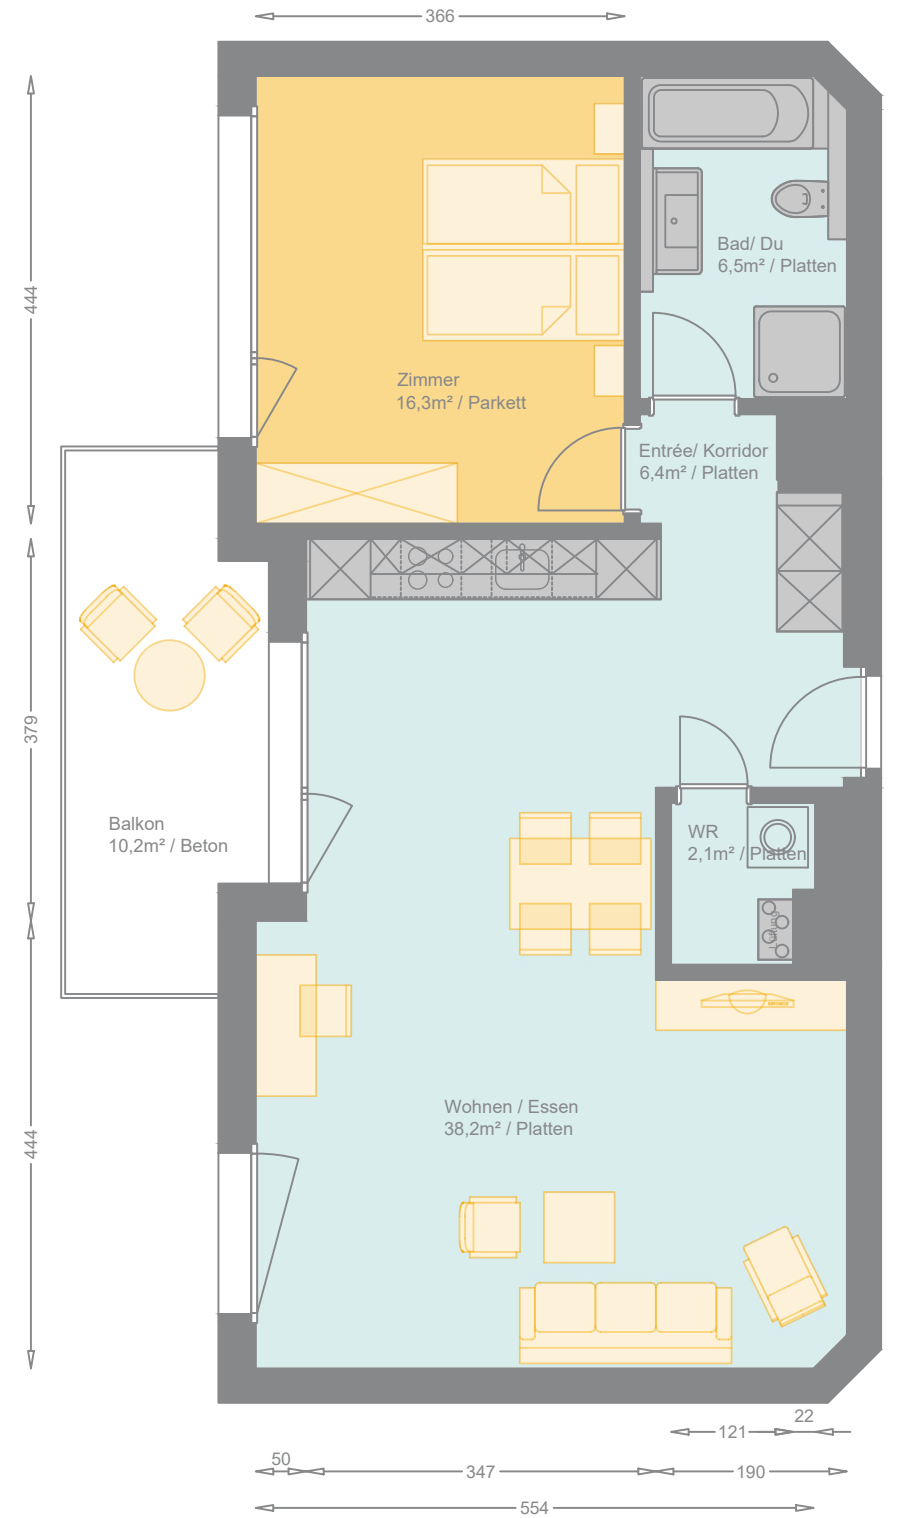 366
444
Bad/ Du
6,5m² / Platten
Zimmer
16,3m² / Parkett
Entrée/ Korridor
6,4m² / Platten
379
Balkon
10,2m² / Beton
WR
2,1m² / Platten
Lüftung
444
Wohnen / Essen
38,2m² / Platten
22
121
50
347
190
554